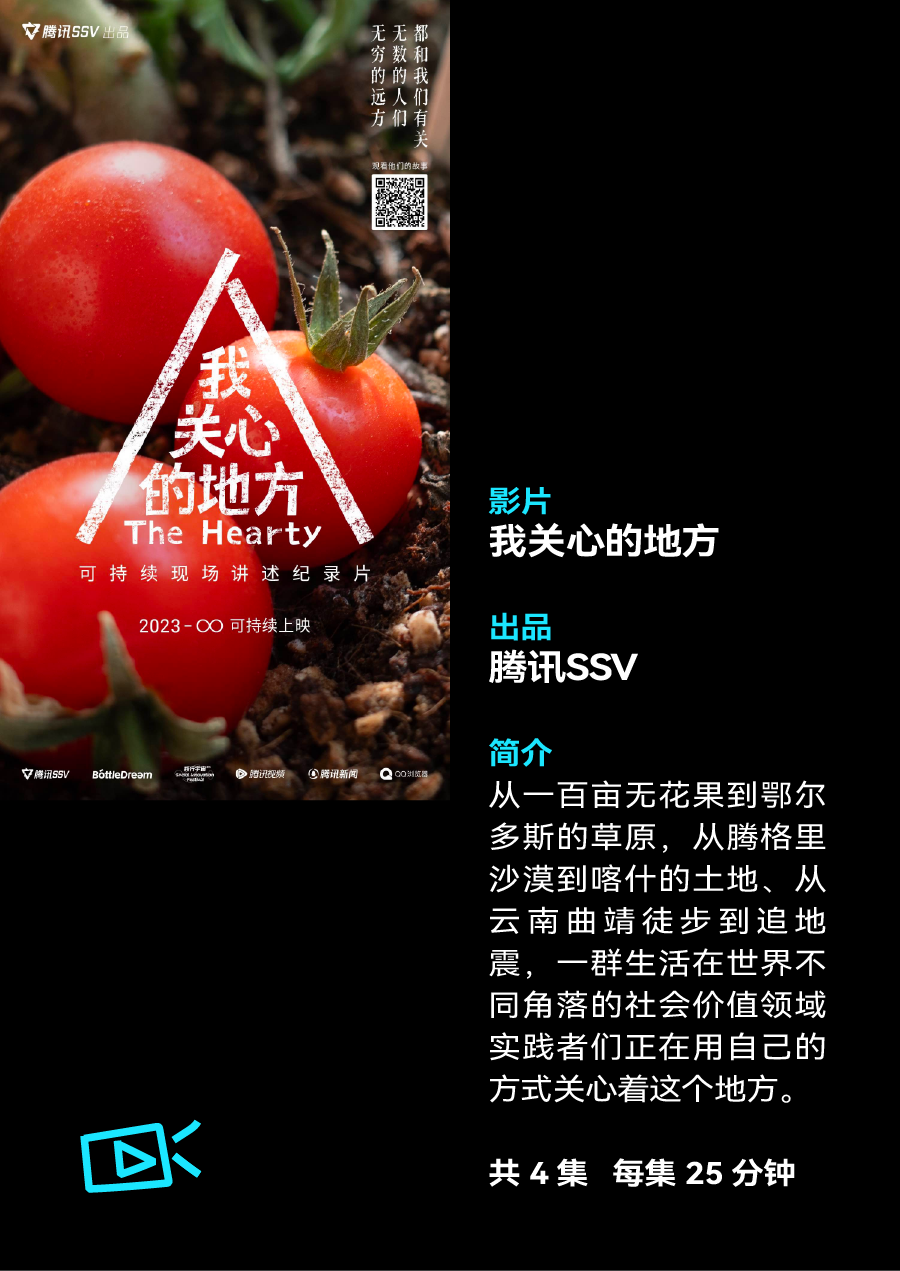 腾讯SSV 出品
都和我们有关
无数的人们
无穷的远方
观看他们的故事
我
关心
的地方
The Hearty
可持续现场讲述纪录片
2023-∞ 可持续上映
腾讯SSV BottleDream 腾讯视频 腾讯新闻 QQ浏览器
影片
我关心的地方
出品
腾讯SSV
简介
从一百亩无花果到鄂尔
多斯的草原，从腾格里
沙漠到喀什的土地、从
云南曲靖徒步到追地
震，一群生活在世界不
同角落的社会价值领域
实践者们正在用自己的
方式关心着这个地方。
共 4 集 每集 25 分钟